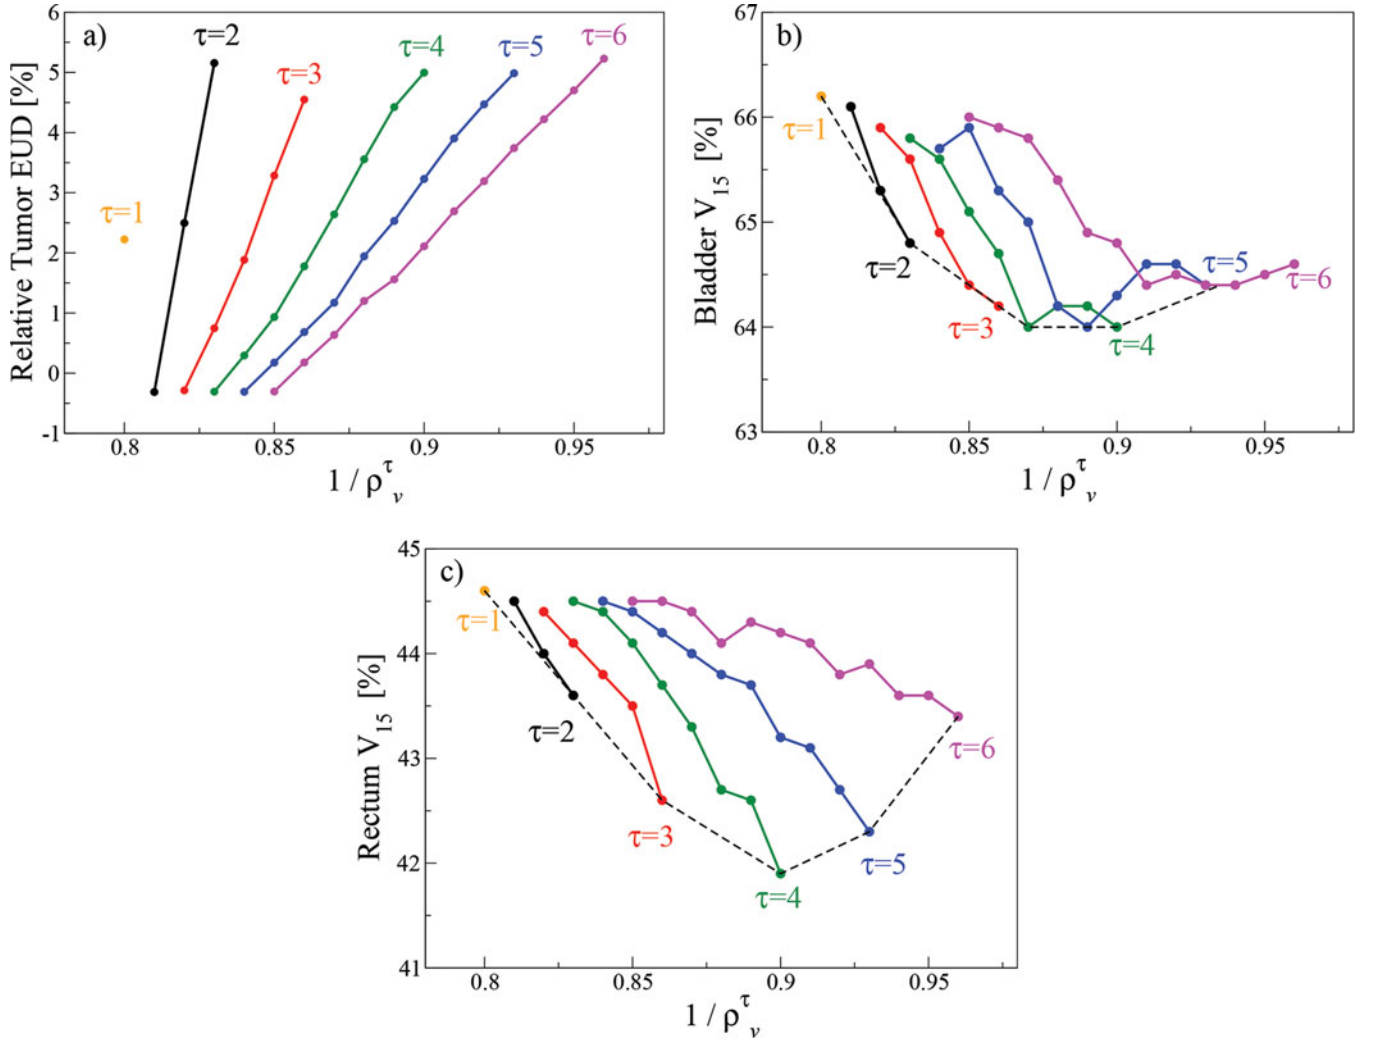 a)
Relative Tumor EUD [%]
6
5
4
3
2
1
0
-1
τ=1
τ=2
τ=3
τ=4
τ=5
τ=6
0.8 0.85 0.9 0.95
1 / ρ_v^τ
b)
Bladder V₁₅ [%]
67
66
65
64
63
τ=1
τ=2
τ=3
τ=4
τ=5
τ=6
0.8 0.85 0.9 0.95
1 / ρ_v^τ
c)
Rectum V₁₅ [%]
45
44
43
42
41
τ=1
τ=2
τ=3
τ=4
τ=5
τ=6
0.8 0.85 0.9 0.95
1 / ρ_v^τ